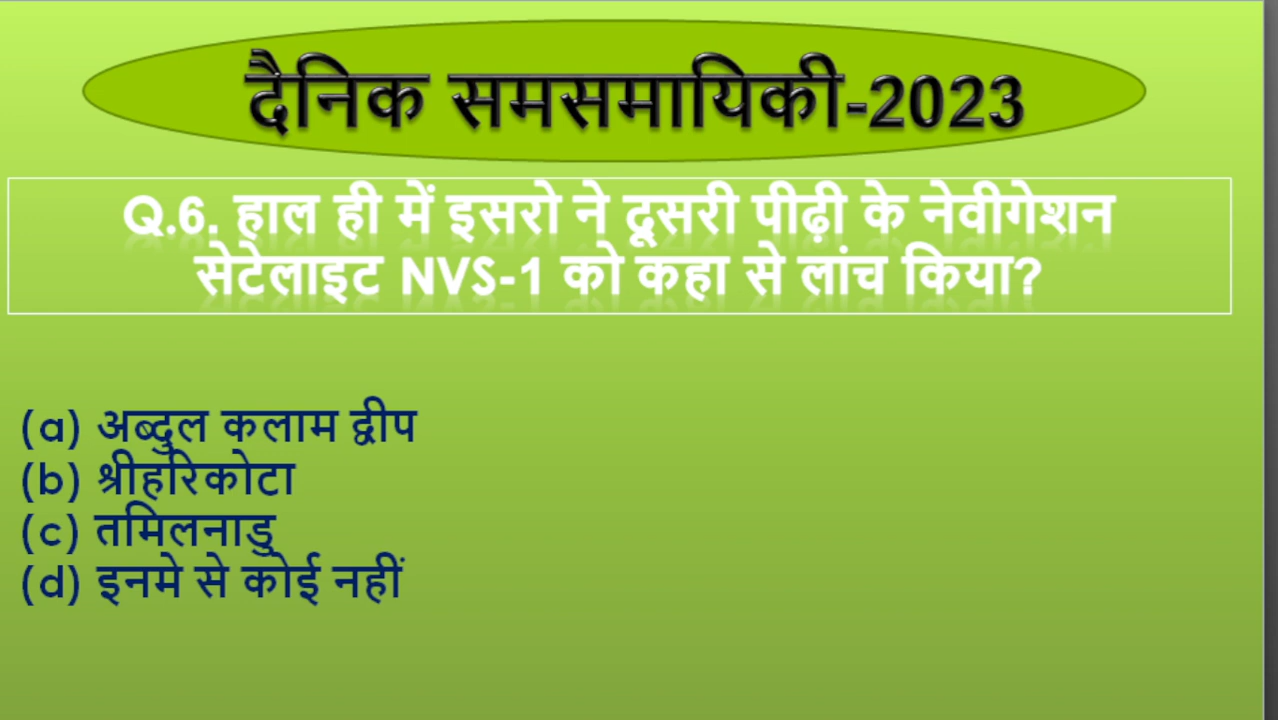 दैनिक समसमायिकी-2023
Q.6. हाल ही में इसरो ने दूसरी पीढ़ी के नेवीगेशन
सेटेलाइट NVS-1 को कहा से लांच किया?
(a) अब्दुल कलाम द्वीप
(b) श्रीहरिकोटा
(c) तमिलनाडु
(d) इनमे से कोई नहीं